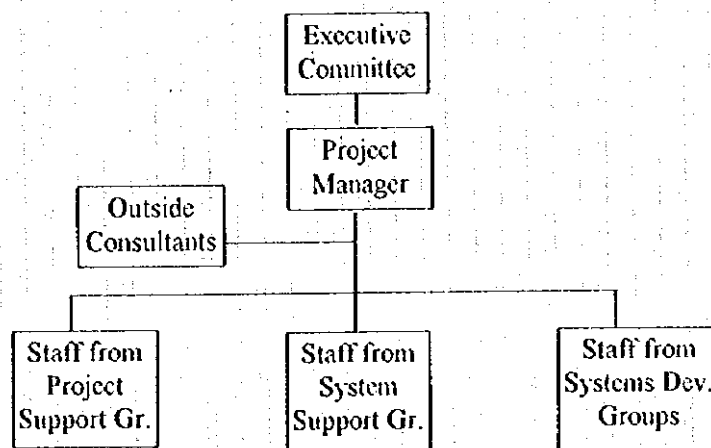 Executive
Committee
Project
Manager
Outside
Consultants
Staff from
Project
Support Gr.
Staff from
System
Support Gr.
Staff from
Systems Dev.
Groups